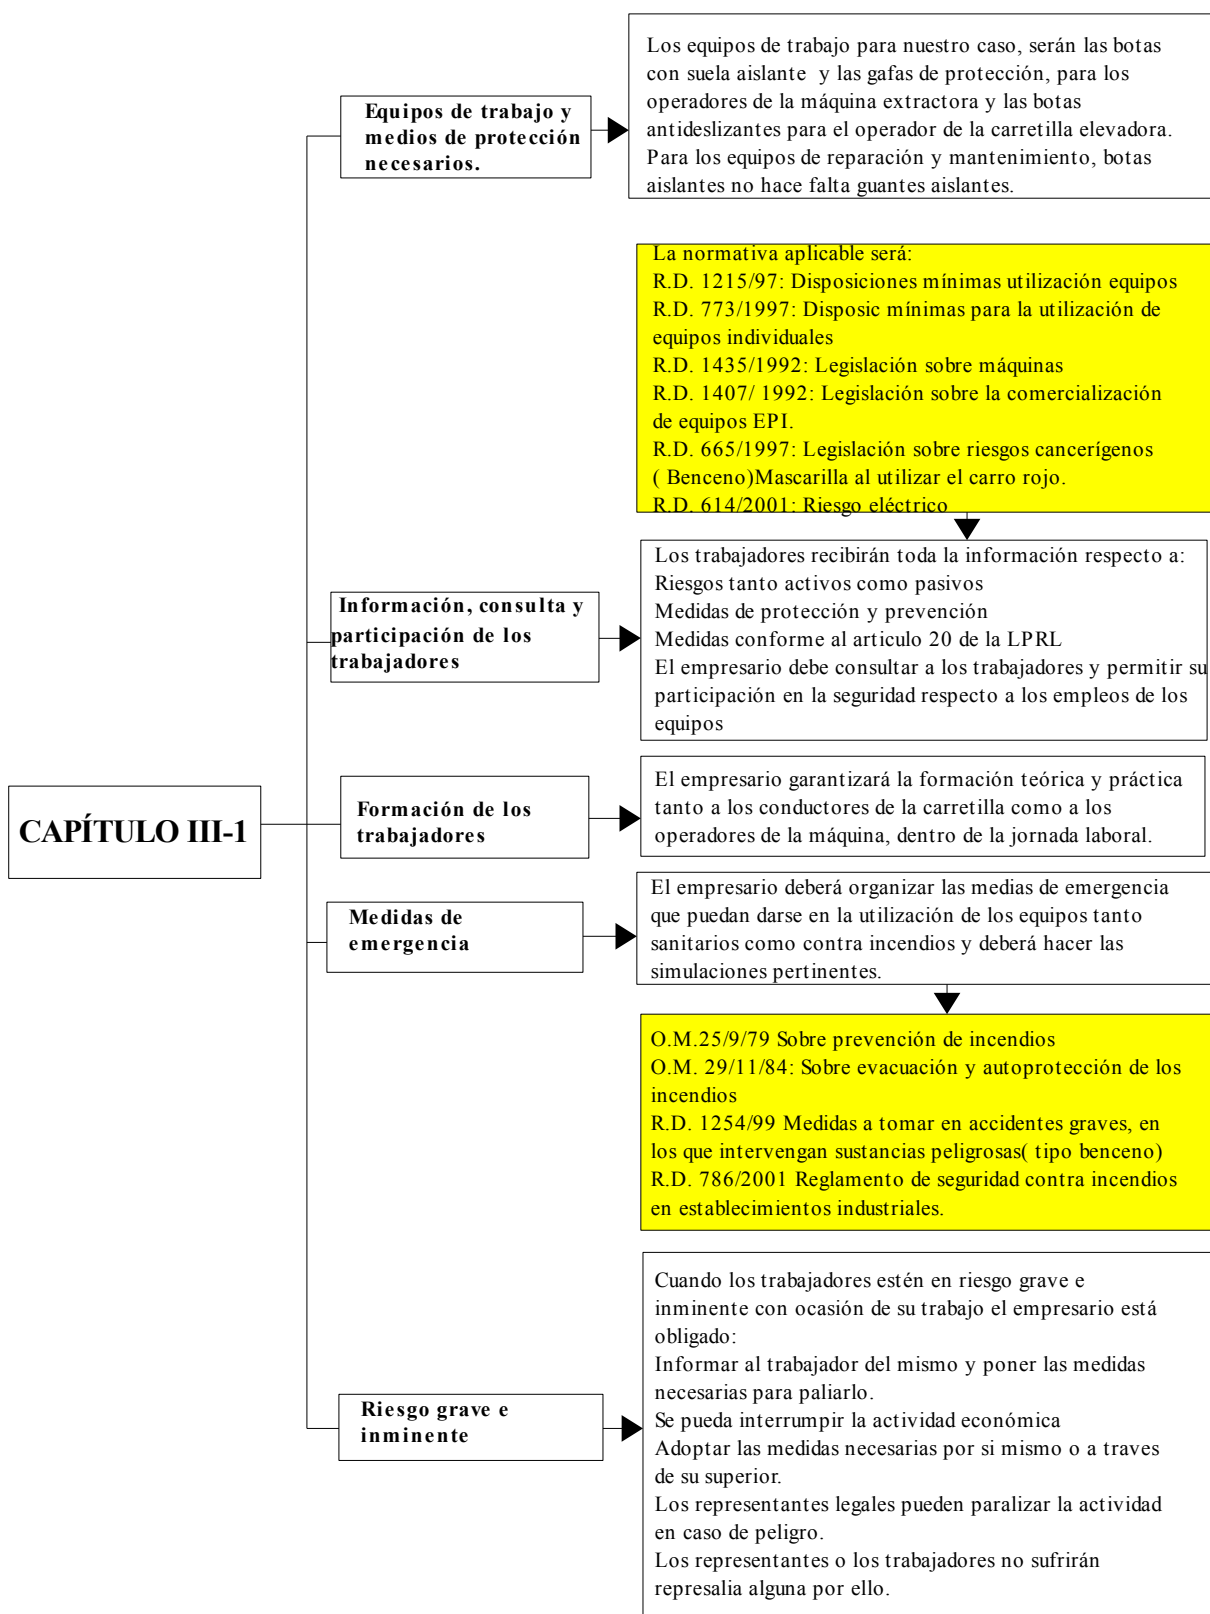 Los equipos de trabajo para nuestro caso, serán las botas
con suela aislante y las gafas de protección, para los
operadores de la máquina extractora y las botas
antideslizantes para el operador de la carretilla elevadora.
Para los equipos de reparación y mantenimiento, botas
aislantes no hace falta guantes aislantes.
Equipos de trabajo y
medios de protección
necesarios.
La normativa aplicable será:
R.D. 1215/97: Disposiciones mínimas utilización equipos
R.D. 773/1997: Disposic mínimas para la utilización de
equipos individuales
R.D. 1435/1992: Legislación sobre máquinas
R.D. 1407/ 1992: Legislación sobre la comercialización
de equipos EPI.
R.D. 665/1997: Legislación sobre riesgos cancerígenos
( Benceno)Mascarilla al utilizar el carro rojo.
R.D. 614/2001: Riesgo eléctrico
Información, consulta y
participación de los
trabajadores
Los trabajadores recibirán toda la información respecto a:
Riesgos tanto activos como pasivos
Medidas de protección y prevención
Medidas conforme al articulo 20 de la LPRL
El empresario debe consultar a los trabajadores y permitir su
participación en la seguridad respecto a los empleos de los
equipos
CAPÍTULO III-1
Formación de los
trabajadores
El empresario garantizará la formación teórica y práctica
tanto a los conductores de la carretilla como a los
operadores de la máquina, dentro de la jornada laboral.
Medidas de
emergencia
El empresario deberá organizar las medias de emergencia
que puedan darse en la utilización de los equipos tanto
sanitarios como contra incendios y deberá hacer las
simulaciones pertinentes.
O.M.25/9/79 Sobre prevención de incendios
O.M. 29/11/84: Sobre evacuación y autoprotección de los
incendios
R.D. 1254/99 Medidas a tomar en accidentes graves, en
los que intervengan sustancias peligrosas( tipo benceno)
R.D. 786/2001 Reglamento de seguridad contra incendios
en establecimientos industriales.
Riesgo grave e
inminente
Cuando los trabajadores estén en riesgo grave e
inminente con ocasión de su trabajo el empresario está
obligado:
Informar al trabajador del mismo y poner las medidas
necesarias para paliarlo.
Se pueda interrumpir la actividad económica
Adoptar las medidas necesarias por si mismo o a traves
de su superior.
Los representantes legales pueden paralizar la actividad
en caso de peligro.
Los representantes o los trabajadores no sufrirán
represalia alguna por ello.